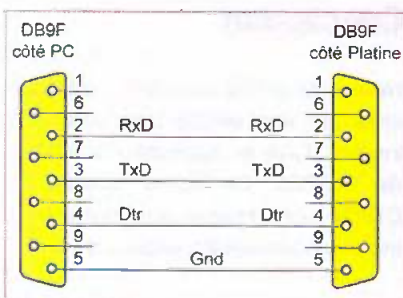 DB9F DB9F
côté PC côté Platine
1 1
6 6
2 RxD RxD 2
7 7
3 TxD TxD 3
8 8
4 Dtr Dtr 4
9 9
5 Gnd 5